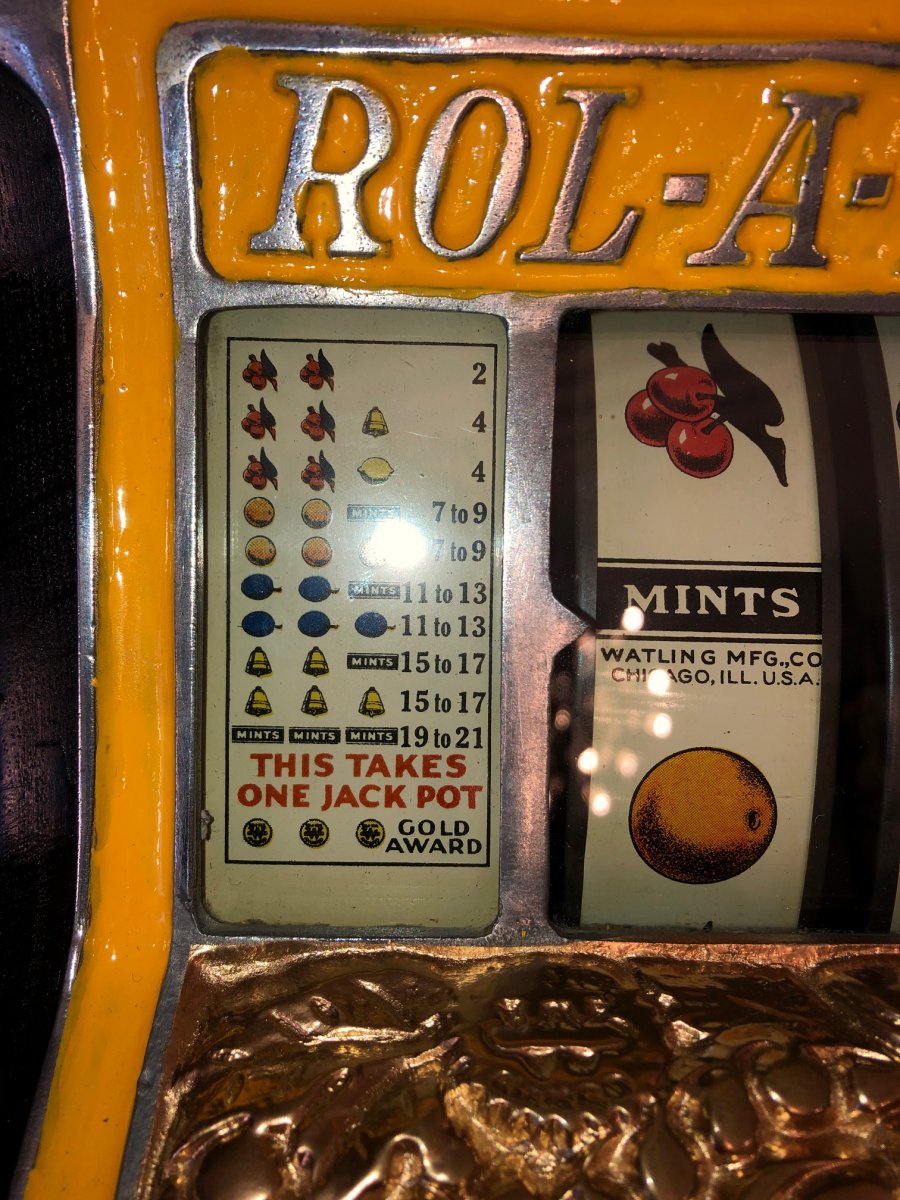 ROL-A-
2
4
4
MINTS 7 to 9
7 to 9
MINTS 11 to 13
11 to 13
MINTS 15 to 17
15 to 17
MINTS MINTS MINTS 19 to 21
THIS TAKES
ONE JACK POT
GOLD
AWARD
MINTS
WATLING MFG., CO
CHICAGO, ILL. U.S.A.